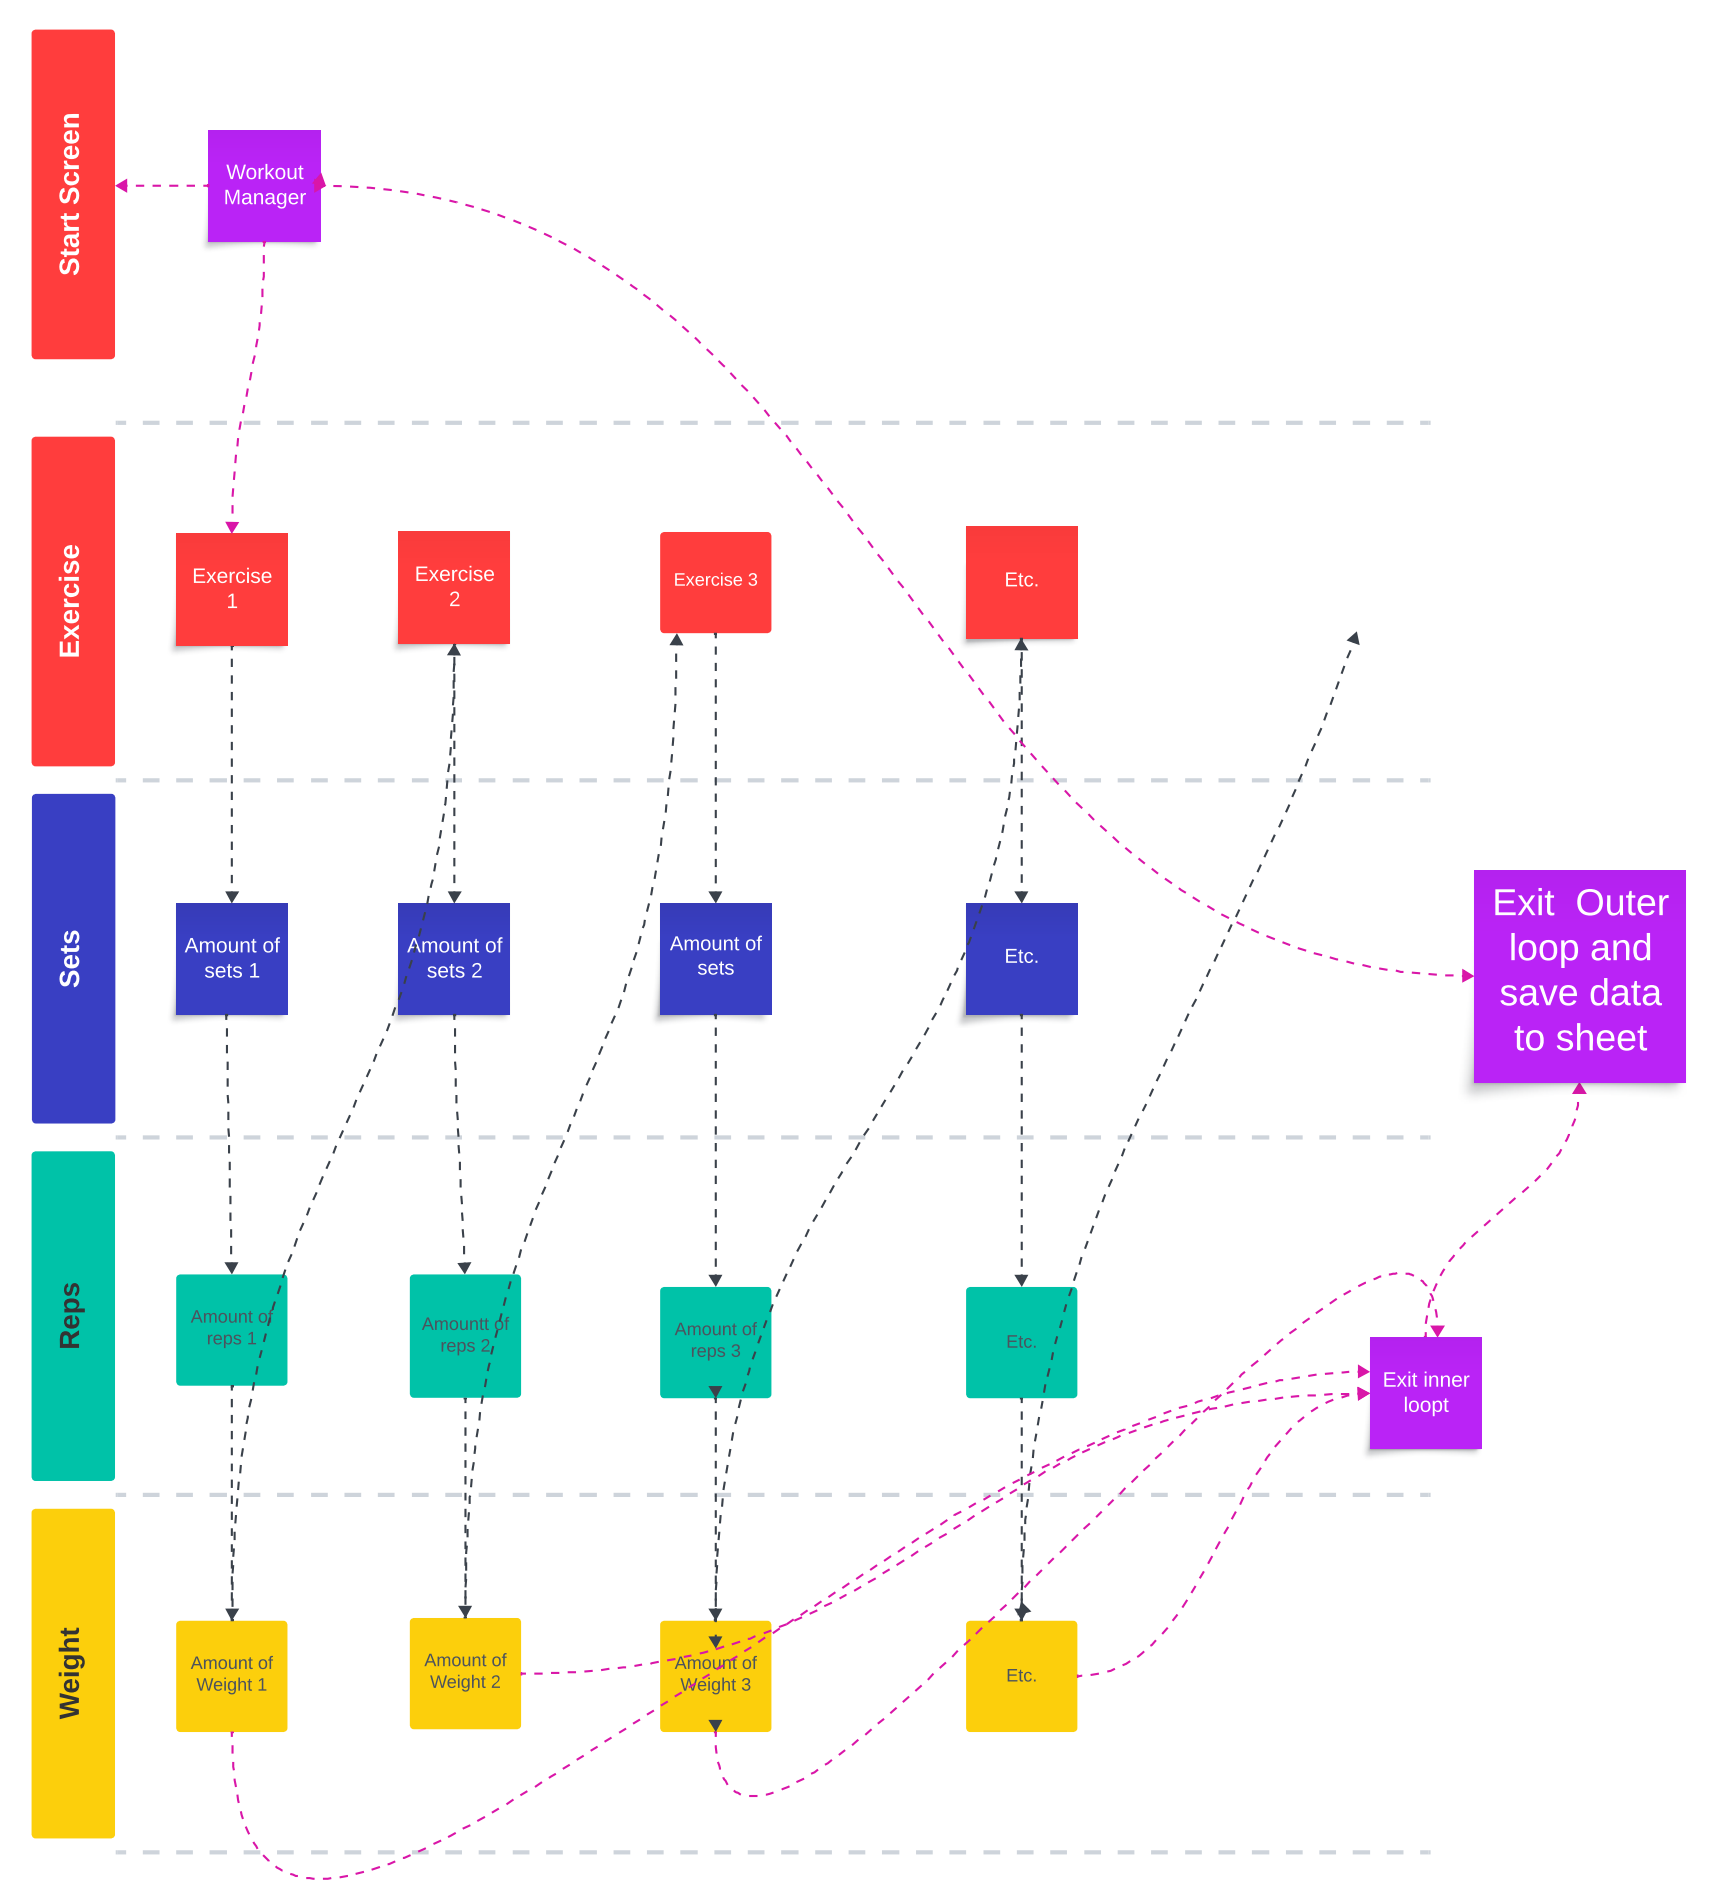 Start Screen
Workout
Manager
Exercise
Exercise
1
Exercise
2
Exercise 3
Etc.
Sets
Amount of
sets 1
Amount of
sets 2
Amount of
sets
Etc.
Exit  Outer
loop and
save data
to sheet
Reps
Amount of
reps 1
Amountt of
reps 2
Amount of
reps 3
Etc.
Exit inner
loopt
Weight
Amount of
Weight 1
Amount of
Weight 2
Amount of
Weight 3
Etc.